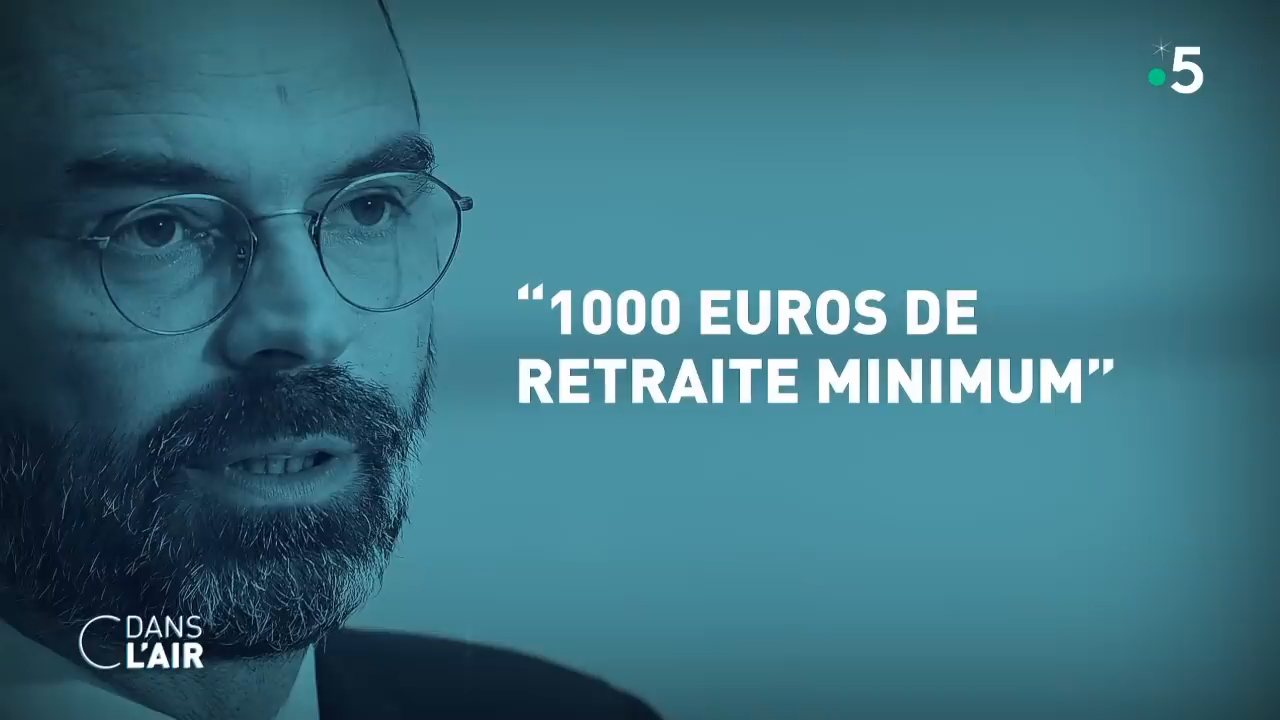 5
“1000 EUROS DE
RETRAITE MINIMUM”
C DANS
L'AIR